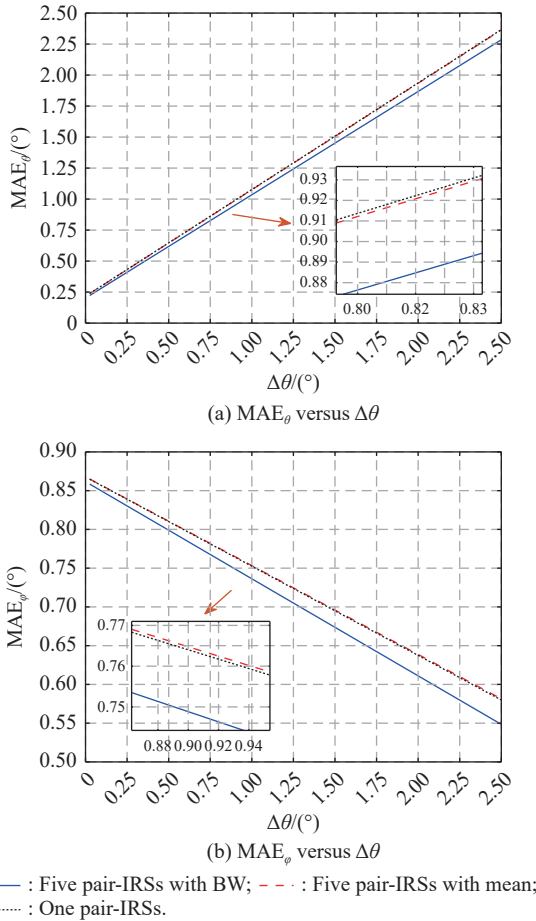 2.50
2.25
2.00
1.75
1.50
1.25
1.00
0.75
0.50
0.25
0
MAE_θ/(°)
0.93
0.92
0.91
0.90
0.89
0.88
0.80 0.82 0.83
0 0.25 0.50 0.75 1.00 1.25 1.50 1.75 2.00 2.25 2.50
Δθ/(°)
(a) MAE_θ versus Δθ
0.90
0.85
0.80
0.75
0.70
0.65
0.60
0.55
0.50
MAE_φ/(°)
0.77
0.76
0.75
0.88 0.90 0.92 0.94
0 0.25 0.50 0.75 1.00 1.25 1.50 1.75 2.00 2.25 2.50
Δθ/(°)
(b) MAE_φ versus Δθ
: Five pair-IRSs with BW; : Five pair-IRSs with mean;
: One pair-IRSs.